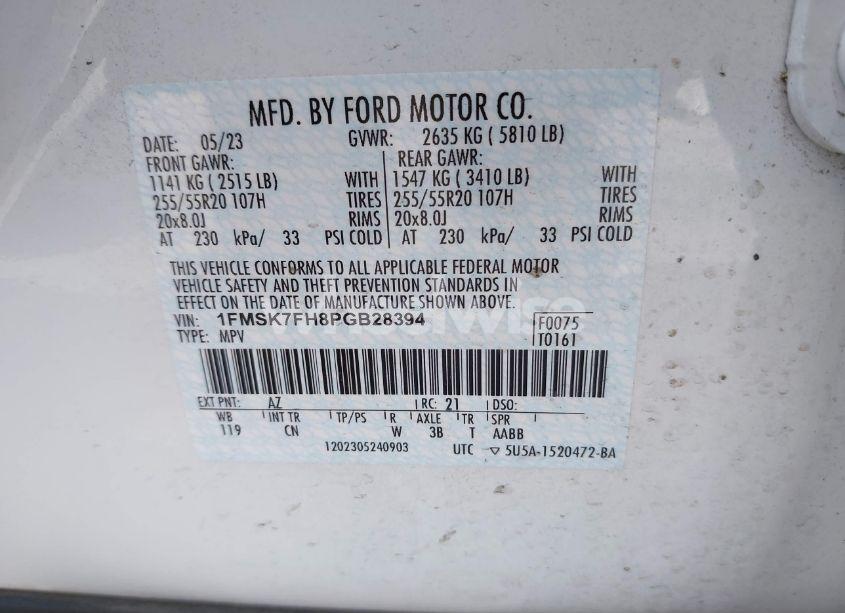 MFD. BY FORD MOTOR CO.
DATE: 05/23 GVWR: 2635 KG ( 5810 LB)
FRONT GAWR: REAR GAWR:
1141 KG ( 2515 LB) WITH 1547 KG ( 3410 LB) WITH
255/55R20 107H TIRES 255/55R20 107H TIRES
20x8.0J RIMS 20x8.0J RIMS
AT 230 kPa/ 33 PSI COLD AT 230 kPa/ 33 PSI COLD
THIS VEHICLE CONFORMS TO ALL APPLICABLE FEDERAL MOTOR
VEHICLE SAFETY AND THEFT PREVENTION STANDARDS IN
EFFECT ON THE DATE OF MANUFACTURE SHOWN ABOVE.
VIN: 1FMSK7FH8PGB28394 F0075
TYPE: MPV T0161
EXT PNT: AZ RC: 21 DSO:
WB INT TR TP/PS R AXLE TR SPR
119 CN W 3B T AABB
1202305240903 UTC ▽ 5U5A-1520472-BA